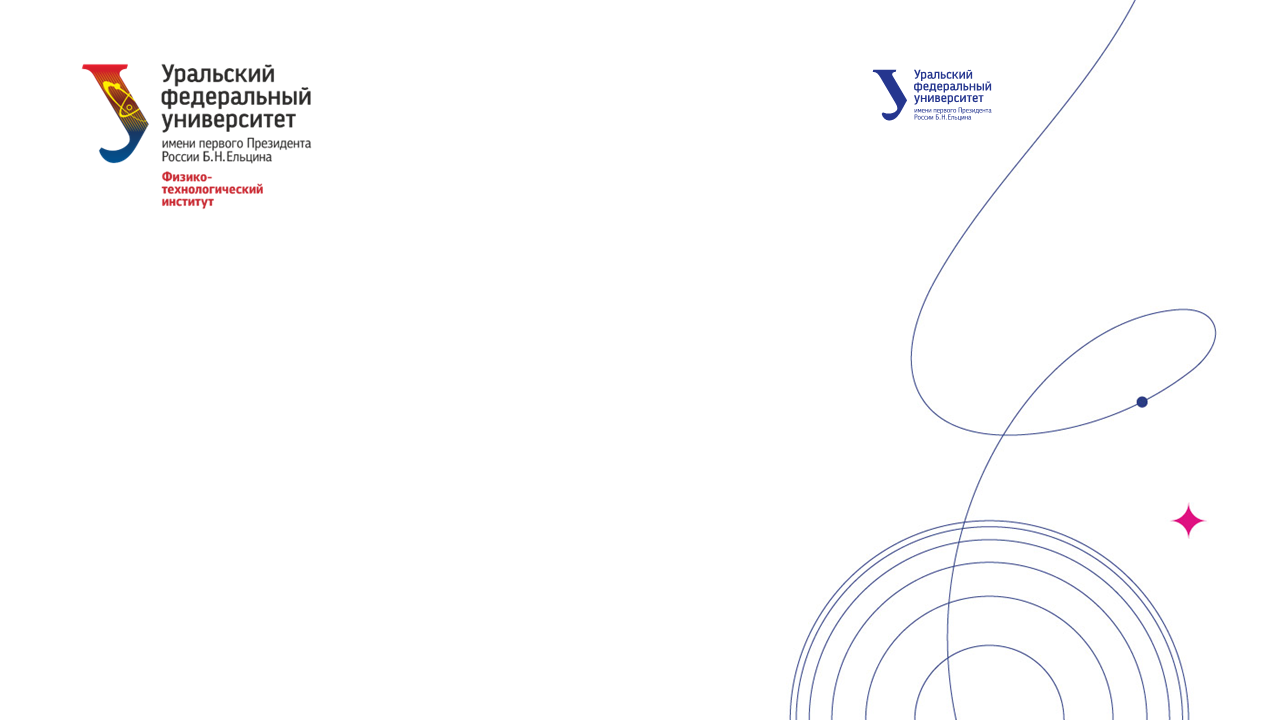 Уральский
федеральный
университет
имени первого Президента
России Б.Н.Ельцина
Физико-
технологический
институт
Уральский
федеральный
университет
имени первого Президента
России Б.Н.Ельцина